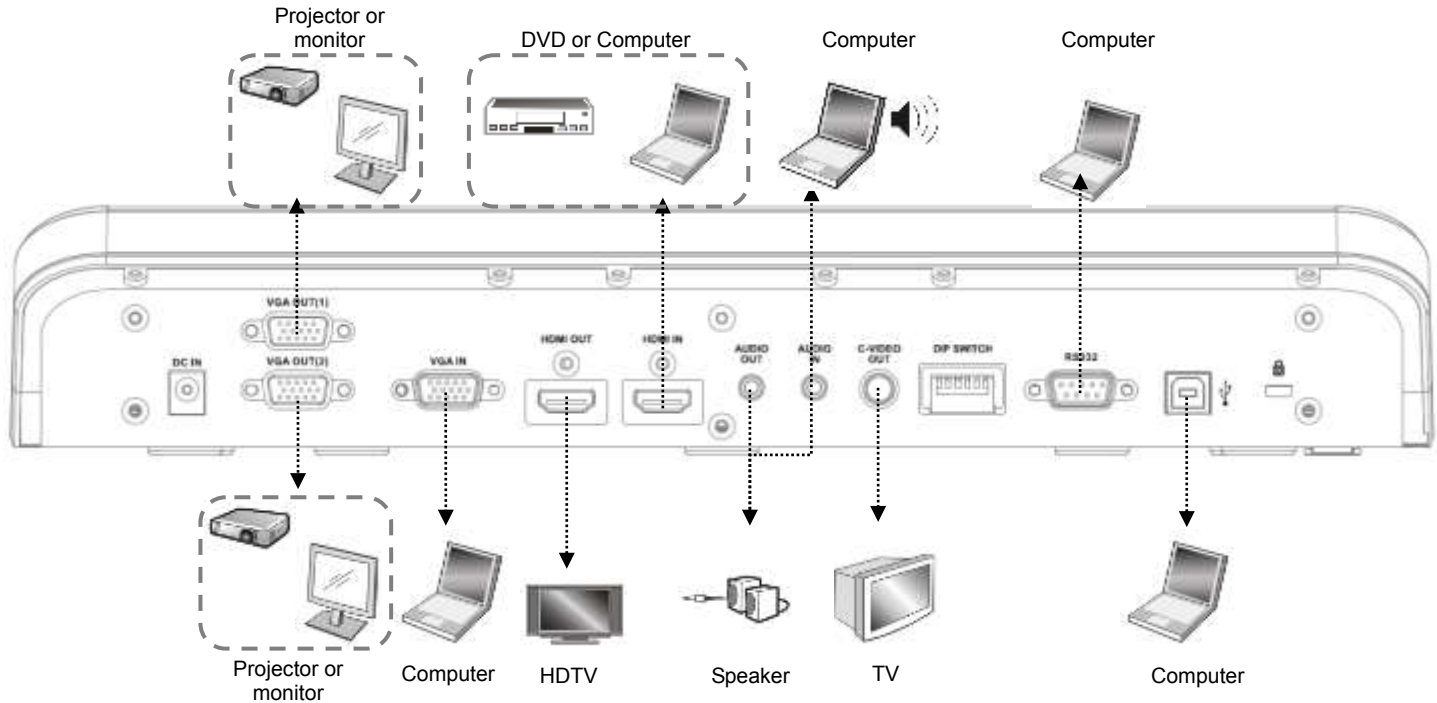 Projector or
monitor
DVD or Computer
Computer
Computer
VGA OUT(1)
HDMI OUT
HDMI IN
AUDIO
OUT
AUDIO
IN
C-VIDEO
OUT
DIP SWITCH
RS232
DC IN
VGA OUT(2)
VGA IN
Projector or
monitor
Computer
HDTV
Speaker
TV
Computer